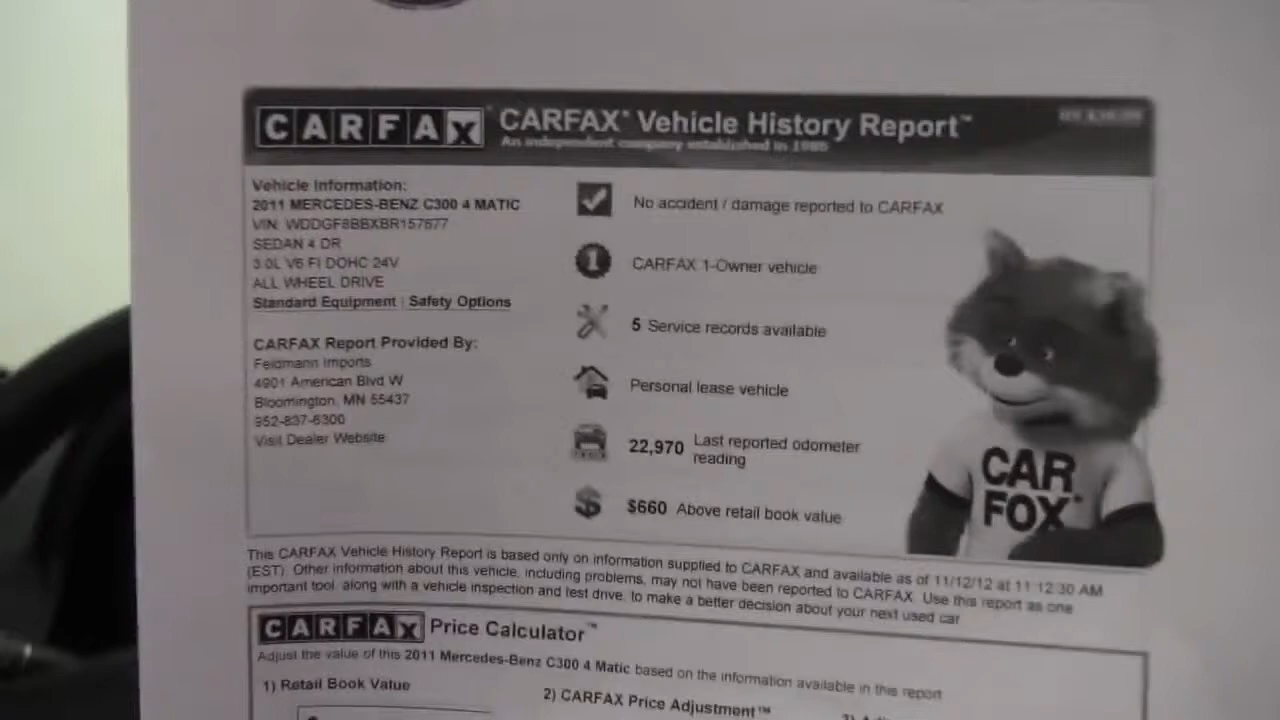 CARFAX
CARFAX Vehicle History Report™
An independent company established in 1986
Vehicle Information:
2011 MERCEDES-BENZ C300 4 MATIC
VIN: WDDGF8BBXBR157677
SEDAN 4 DR
3.0L V6 FI DOHC 24V
ALL WHEEL DRIVE
Standard Equipment | Safety Options
CARFAX Report Provided By:
Feldmann Imports
4901 American Blvd W
Bloomington, MN 55437
952-837-6300
Visit Dealer Website
No accident / damage reported to CARFAX
1 CARFAX 1-Owner vehicle
5 Service records available
Personal lease vehicle
22,970 Last reported odometer
reading
$660 Above retail book value
CAR
FOX
This CARFAX Vehicle History Report is based only on information supplied to CARFAX and available as of 11/12/12 at 11:12:30 AM
(EST). Other information about this vehicle, including problems, may not have been reported to CARFAX. Use this report as one
important tool, along with a vehicle inspection and test drive, to make a better decision about your next used car.
CARFAX Price Calculator™
Adjust the value of this 2011 Mercedes-Benz C300 4 Matic based on the information available in this report
1) Retail Book Value
2) CARFAX Price Adjustment™